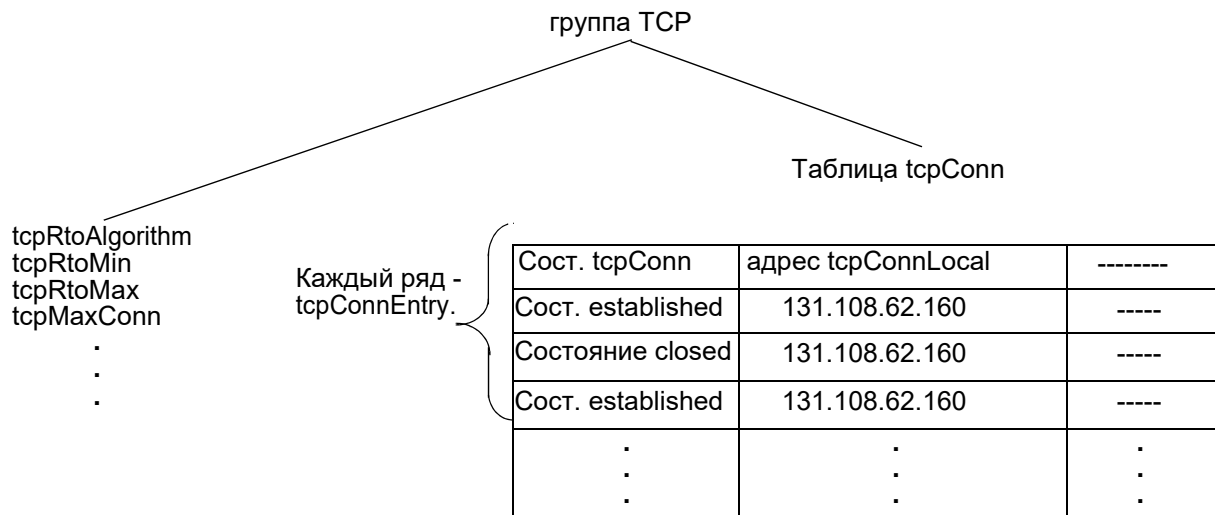 группа TCP
Таблица tcpConn
tcpRtoAlgorithm
tcpRtoMin
tcpRtoMax
tcpMaxConn
.
.
.
Каждый ряд -
tcpConnEntry.
Сост. tcpConn адрес tcpConnLocal --------
Сост. established 131.108.62.160 -----
Состояние closed 131.108.62.160 -----
Сост. established 131.108.62.160 -----
. . .
. . .
. . .